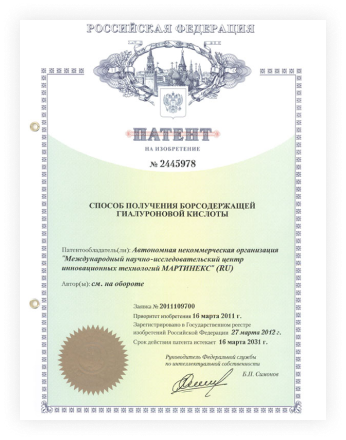 РОССИЙСКАЯ ФЕДЕРАЦИЯ
ПАТЕНТ
НА ИЗОБРЕТЕНИЕ
№ 2445978
СПОСОБ ПОЛУЧЕНИЯ БОРСОДЕРЖАЩЕЙ
ГИАЛУРОНОВОЙ КИСЛОТЫ
Патентообладатель(ли): Автономная некоммерческая организация
"Международный научно-исследовательский центр
инновационных технологий МАРТИНЕКС" (RU)
Автор(ы): см. на обороте
Заявка № 2011109700
Приоритет изобретения 16 марта 2011 г.
Зарегистрировано в Государственном реестре
изобретений Российской Федерации 27 марта 2012 г.
Срок действия патента истекает 16 марта 2031 г.
Руководитель Федеральной службы
по интеллектуальной собственности
Б.П. Симонов